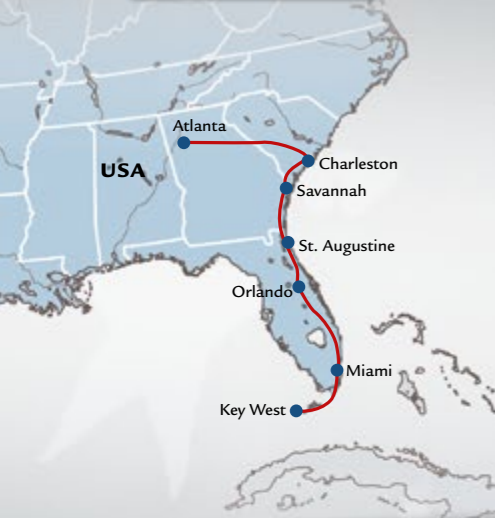 Atlanta
Charleston
USA
Savannah
St. Augustine
Orlando
Miami
Key West